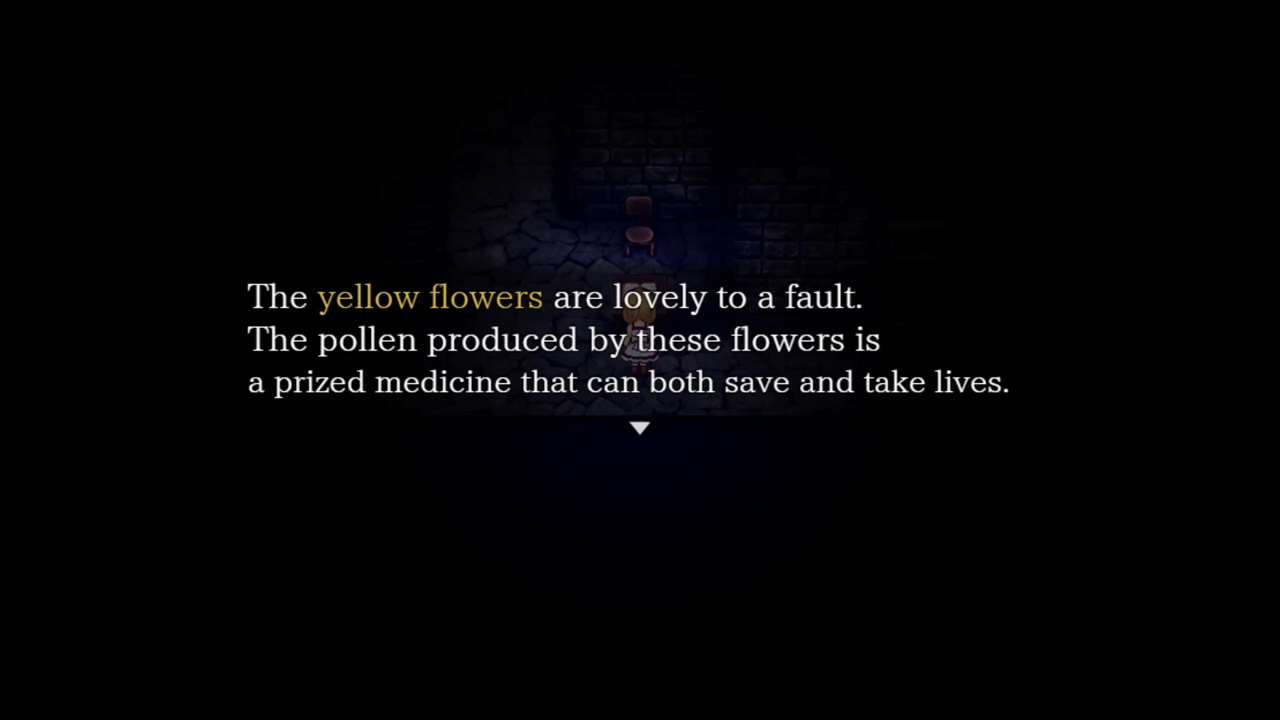 The yellow flowers are lovely to a fault.
The pollen produced by these flowers is
a prized medicine that can both save and take lives.